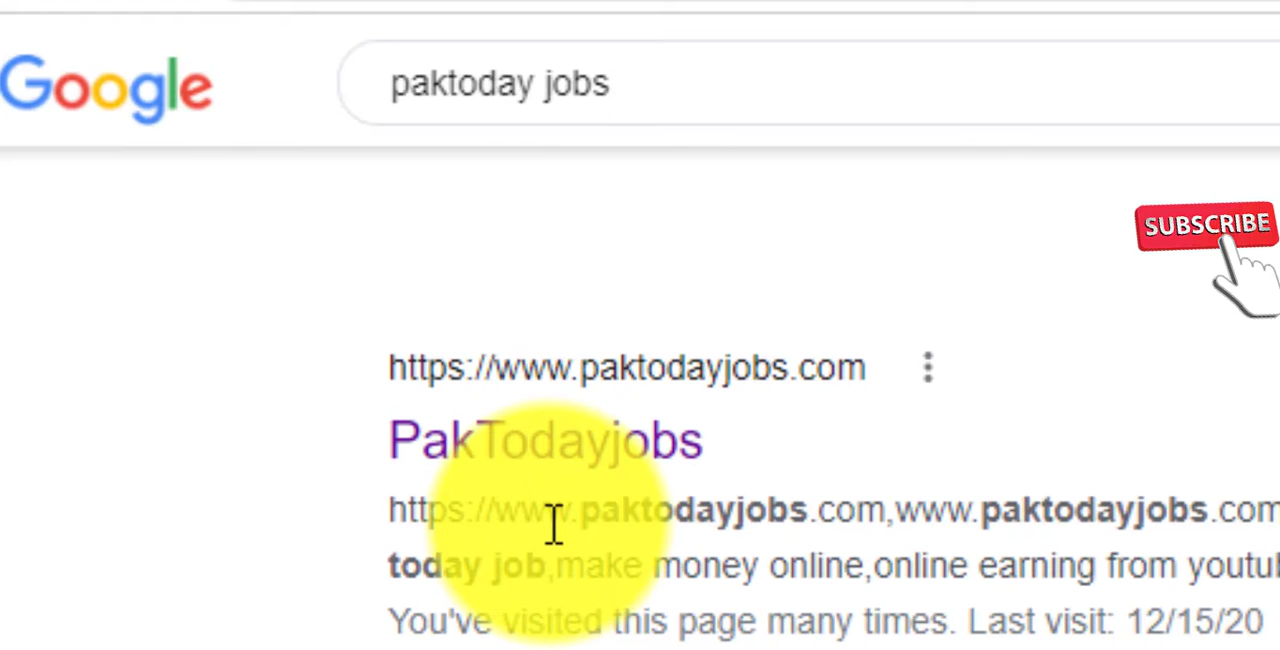 Google
paktoday jobs
SUBSCRIBE
https://www.paktodayjobs.com
PakTodayjobs
https://www.paktodayjobs.com,www.paktodayjobs.com
today job,make money online,online earning from youtu
You've visited this page many times. Last visit: 12/15/20